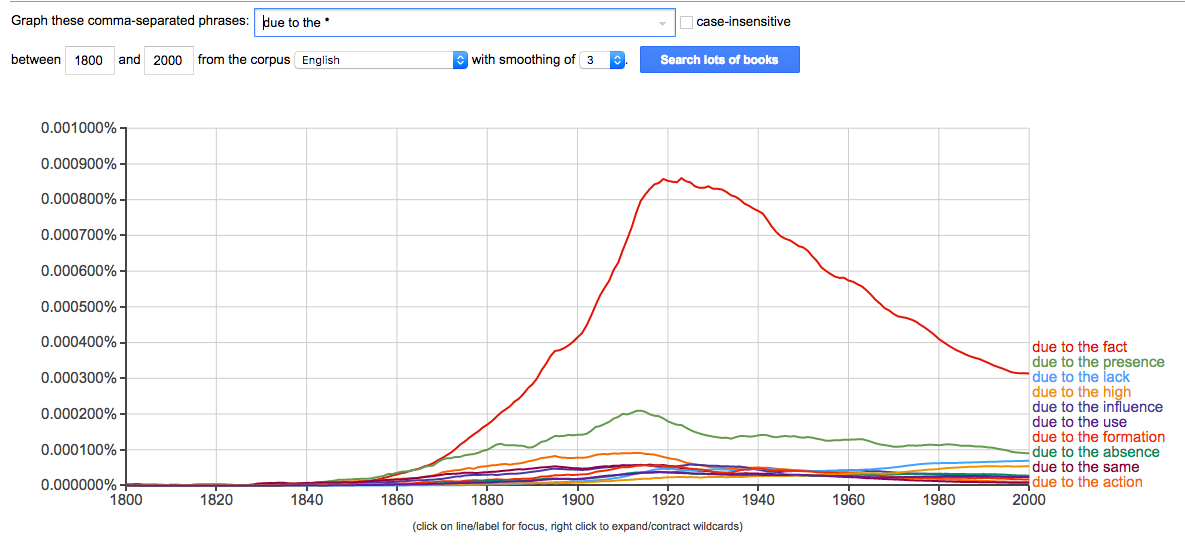 Graph these comma-separated phrases: due to the * case-insensitive
between 1800 and 2000 from the corpus English with smoothing of 3 . Search lots of books
0.001000%
0.000900%
0.000800%
0.000700%
0.000600%
0.000500%
0.000400%
0.000300%
0.000200%
0.000100%
0.000000%
due to the fact
due to the presence
due to the lack
due to the high
due to the influence
due to the use
due to the formation
due to the absence
due to the same
due to the action
1800 1820 1840 1860 1880 1900 1920 1940 1960 1980 2000
(click on line/label for focus, right click to expand/contract wildcards)